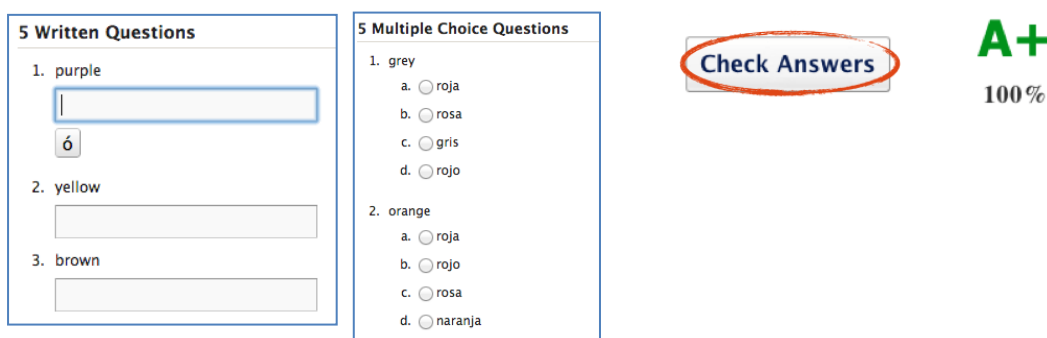 5 Written Questions
1. purple
ó
2. yellow
3. brown
5 Multiple Choice Questions
1. grey
a. roja
b. rosa
c. gris
d. rojo
2. orange
a. roja
b. rojo
c. rosa
d. naranja
Check Answers
A+
100%